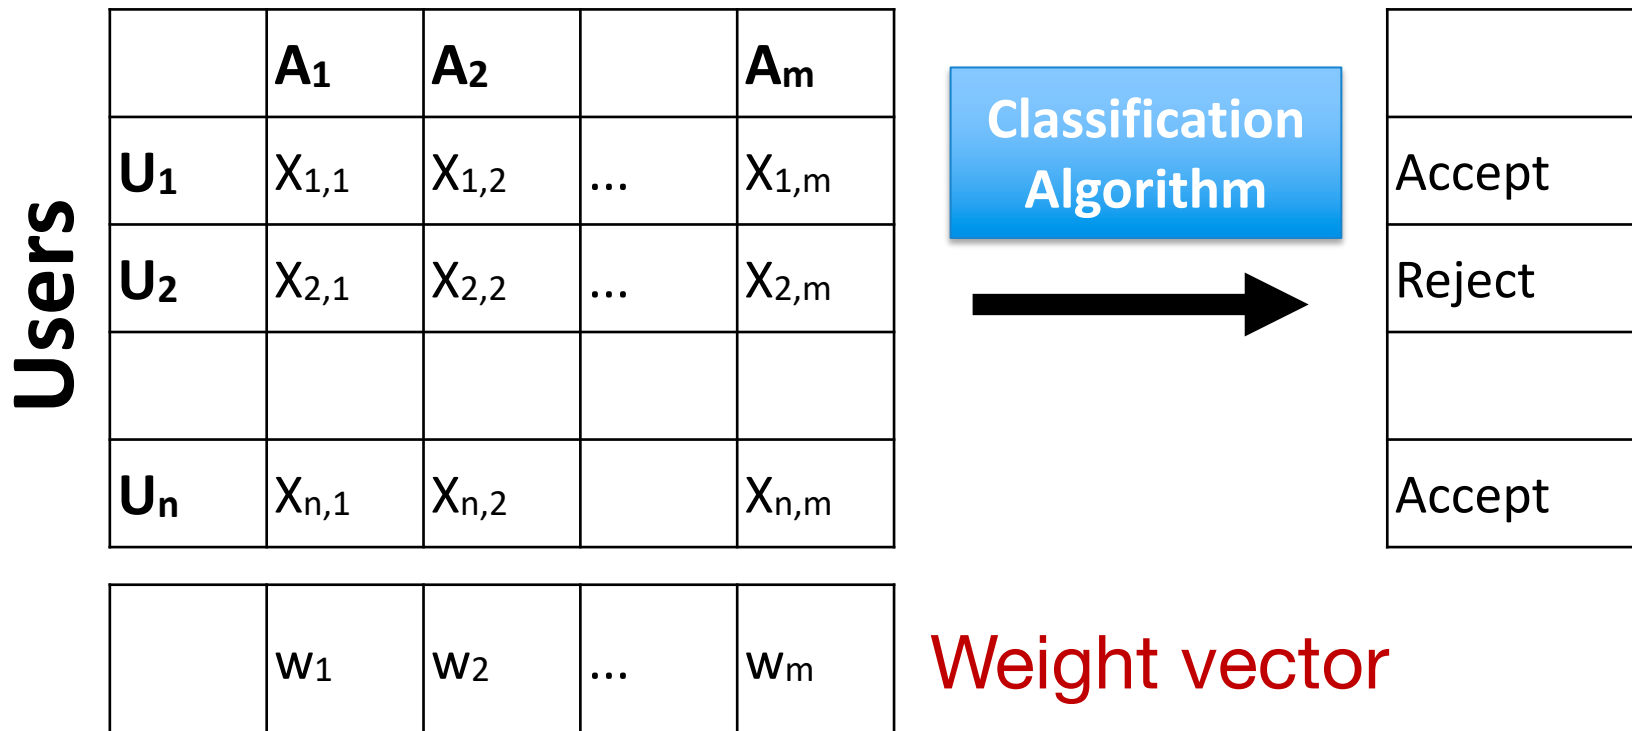 Users
A1 A2 Am
U1 X1,1 X1,2 ... X1,m
U2 X2,1 X2,2 ... X2,m
Un Xn,1 Xn,2 Xn,m
w1 w2 ... wm
Classification
Algorithm
Accept
Reject
Accept
Weight vector